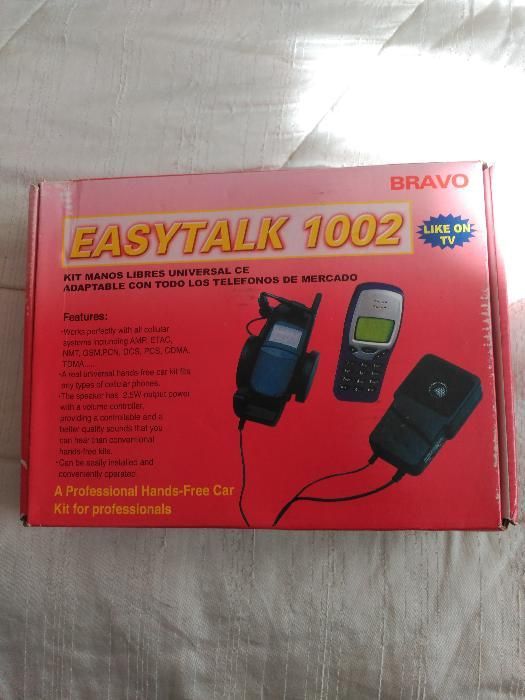 BRAVO
EASYTALK 1002
LIKE ON
TV
KIT MANOS LIBRES UNIVERSAL CE
ADAPTABLE CON TODO LOS TELEFONOS DE MERCADO
Features:
·Works perfectly with all cellular
systems inclunding AMP, ETAC,
NMT, GSM,PCN, DCS, PCS, CDMA,
TDMA.....
·A real universal hands-free car kit fits
any types of cellular phones.
·The speaker has 2.5W output power
with a volume controller,
providing a controllable and a
better quality sounds that you
can hear than conventional
hands-free kits.
·Can be easily installed and
conveniently operated
A Professional Hands-Free Car
Kit for professionals